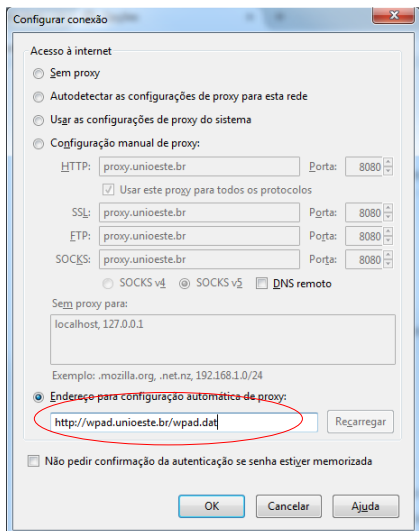 Configurar conexão
Acesso à internet
Sem proxy
Autodetectar as configurações de proxy para esta rede
Usar as configurações de proxy do sistema
Configuração manual de proxy:
HTTP: proxy.unioeste.br Porta: 8080
Usar este proxy para todos os protocolos
SSL: proxy.unioeste.br Porta: 8080
FTP: proxy.unioeste.br Porta: 8080
SOCKS: proxy.unioeste.br Porta: 8080
SOCKS v4 SOCKS v5 DNS remoto
Sem proxy para:
localhost, 127.0.0.1
Exemplo: .mozilla.org, .net.nz, 192.168.1.0/24
Endereço para configuração automática de proxy:
http://wpad.unioeste.br/wpad.dat Recarregar
Não pedir confirmação da autenticação se senha estiver memorizada
OK Cancelar Ajuda